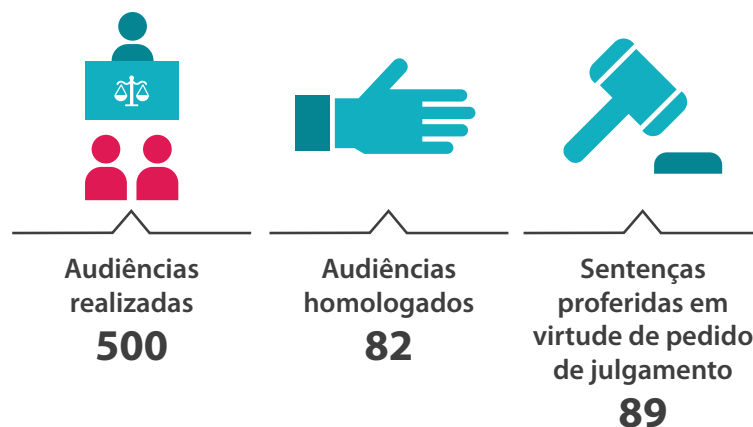 Audiências
realizadas
500
Audiências
homologados
82
Sentenças
proferidas em
virtude de pedido
de julgamento
89